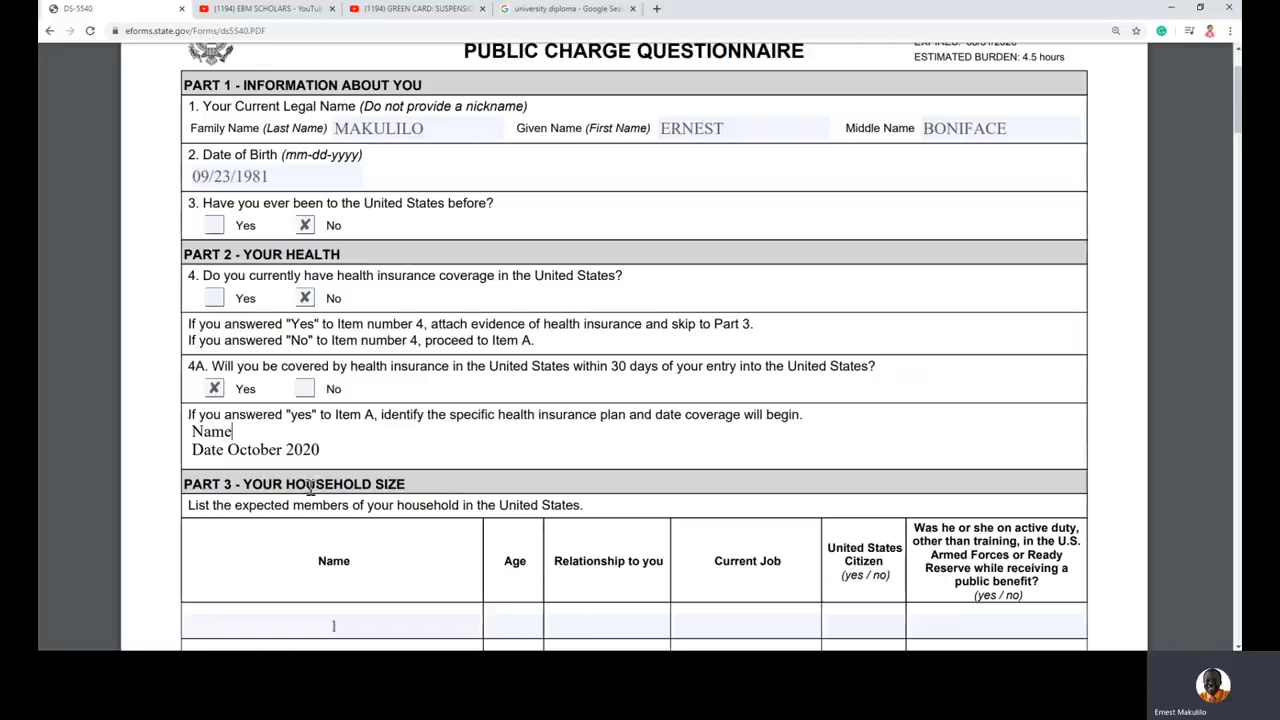 DS-5540
(1194) EBM SCHOLARS - YouTub
(1194) GREEN CARD: SUSPENSIO
university diploma - Google Sea
eforms.state.gov/Forms/ds5540.PDF
PUBLIC CHARGE QUESTIONNAIRE
ESTIMATED BURDEN: 4.5 hours
PART 1 - INFORMATION ABOUT YOU
1. Your Current Legal Name (Do not provide a nickname)
Family Name (Last Name) MAKULILO Given Name (First Name) ERNEST Middle Name BONIFACE
2. Date of Birth (mm-dd-yyyy)
09/23/1981
3. Have you ever been to the United States before?
Yes No
PART 2 - YOUR HEALTH
4. Do you currently have health insurance coverage in the United States?
Yes No
If you answered "Yes" to Item number 4, attach evidence of health insurance and skip to Part 3.
If you answered "No" to Item number 4, proceed to Item A.
4A. Will you be covered by health insurance in the United States within 30 days of your entry into the United States?
Yes No
If you answered "yes" to Item A, identify the specific health insurance plan and date coverage will begin.
Name
Date October 2020
PART 3 - YOUR HOUSEHOLD SIZE
List the expected members of your household in the United States.
Name
Age
Relationship to you
Current Job
United States
Citizen
(yes / no)
Was he or she on active duty,
other than training, in the U.S.
Armed Forces or Ready
Reserve while receiving a
public benefit?
(yes / no)
1
Ernest Makulilo